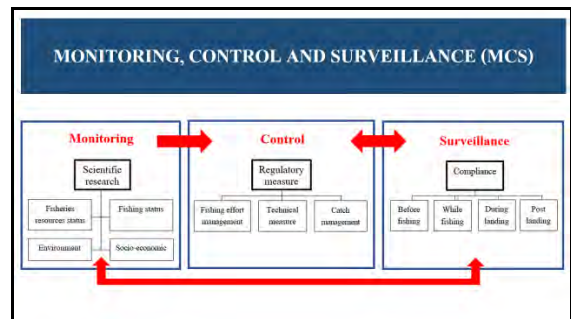 MONITORING, CONTROL AND SURVEILLANCE (MCS)
Monitoring
Scientific
research
Fisheries
resources status
Fishing status
Environment
Socio-economic
Control
Regulatory
measure
Fishing effort
management
Technical
measure
Catch
management
Surveillance
Compliance
Before
fishing
While
fishing
During
landing
Post
landing